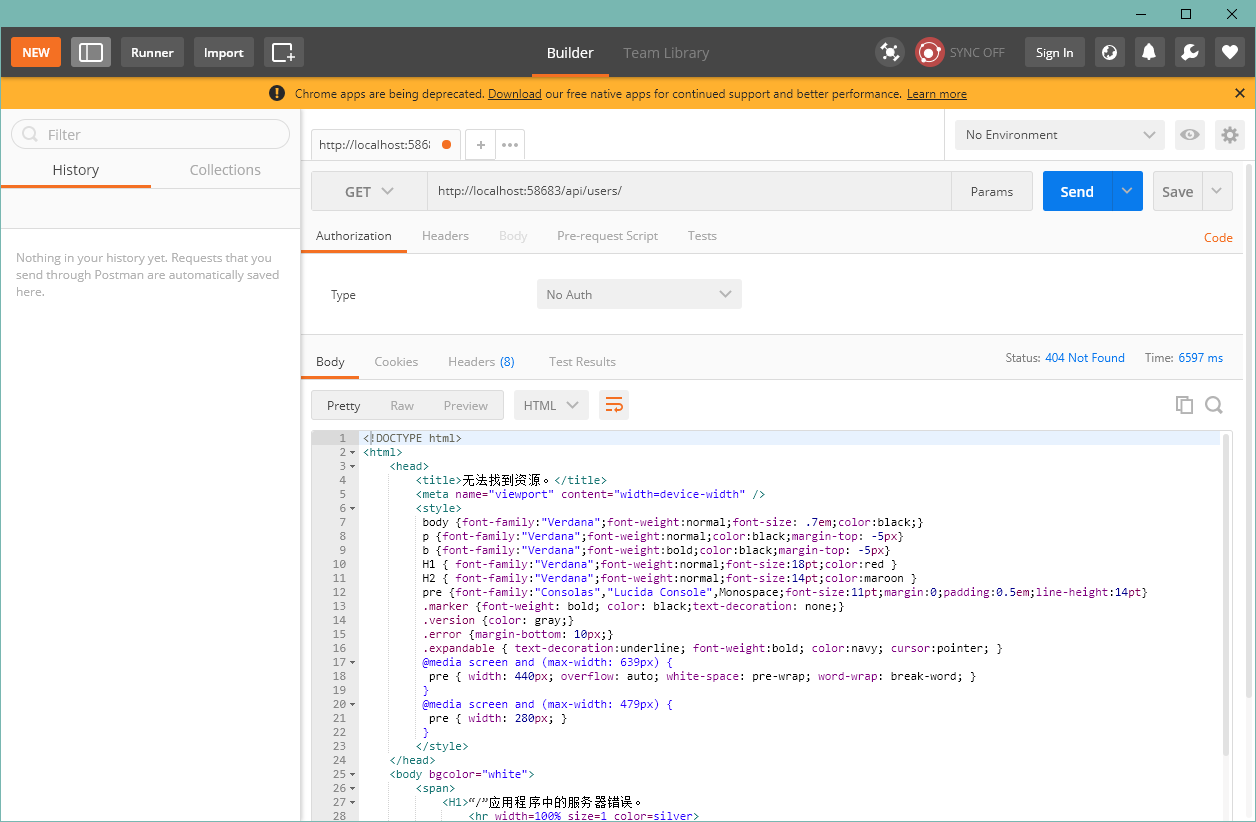 NEW Runner Import Builder Team Library SYNC OFF Sign In
Chrome apps are being deprecated. Download our free native apps for continued support and better performance. Learn more
Filter
History Collections
Nothing in your history yet. Requests that you
send through Postman are automatically saved
here.
http://localhost:586 + ••• No Environment
GET http://localhost:58683/api/users/ Params Send Save
Authorization Headers Body Pre-request Script Tests Code
Type No Auth
Body Cookies Headers (8) Test Results Status: 404 Not Found Time: 6597 ms
Pretty Raw Preview HTML
1 <!DOCTYPE html>
2 <html>
3 <head>
4 <title>无法找到资源。</title>
5 <meta name="viewport" content="width=device-width" />
6 <style>
7 body {font-family:"Verdana";font-weight:normal;font-size: .7em;color:black;}
8 p {font-family:"Verdana";font-weight:normal;color:black;margin-top: -5px}
9 b {font-family:"Verdana";font-weight:bold;color:black;margin-top: -5px}
10 H1 { font-family:"Verdana";font-weight:normal;font-size:18pt;color:red }
11 H2 { font-family:"Verdana";font-weight:normal;font-size:14pt;color:maroon }
12 pre {font-family:"Consolas","Lucida Console",Monospace;font-size:11pt;margin:0;padding:0.5em;line-height:14pt}
13 .marker {font-weight: bold; color: black;text-decoration: none;}
14 .version {color: gray;}
15 .error {margin-bottom: 10px;}
16 .expandable { text-decoration:underline; font-weight:bold; color:navy; cursor:pointer; }
17 @media screen and (max-width: 639px) {
18 pre { width: 440px; overflow: auto; white-space: pre-wrap; word-wrap: break-word; }
19 }
20 @media screen and (max-width: 479px) {
21 pre { width: 280px; }
22 }
23 </style>
24 </head>
25 <body bgcolor="white">
26 <span>
27 <H1>“/”应用程序中的服务器错误。
28 <hr width=100% size=1 color=silver>